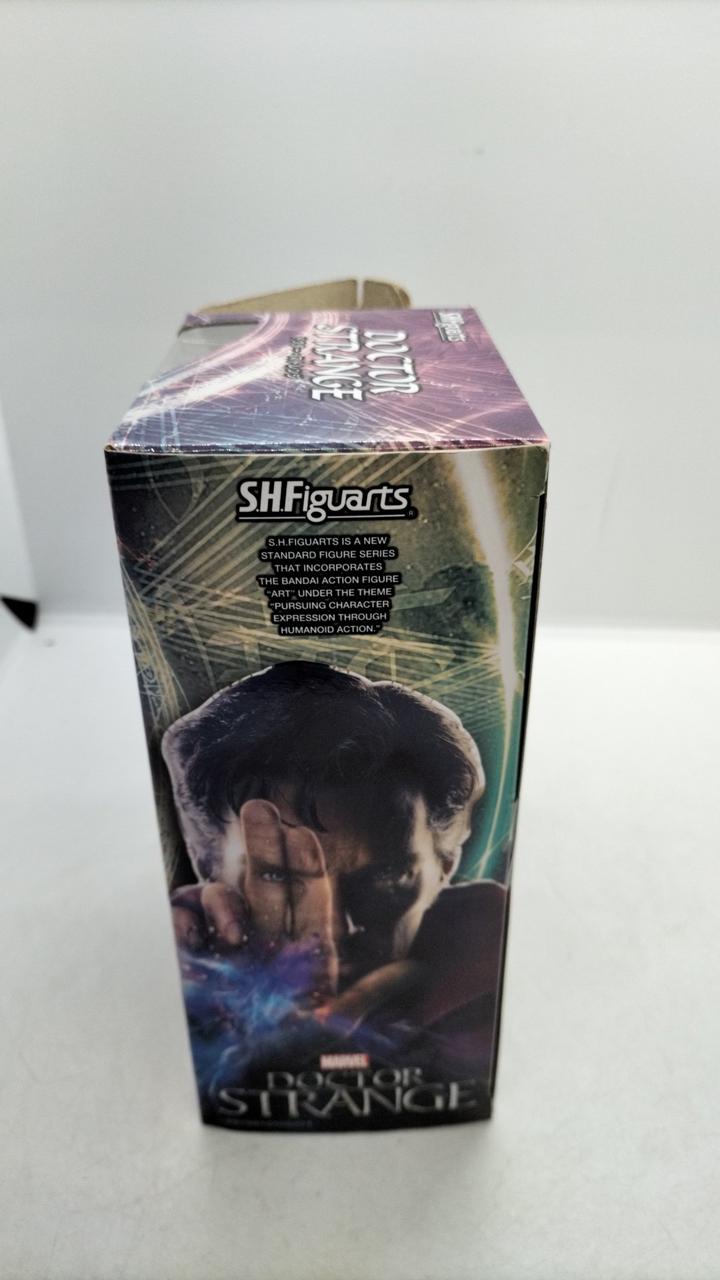 S.H.Figuarts
DOCTOR
STRANGE
S.H.Figuarts®
S.H.FIGUARTS IS A NEW
STANDARD FIGURE SERIES
THAT INCORPORATES
THE BANDAI ACTION FIGURE
"ART" UNDER THE THEME
"PURSUING CHARACTER
EXPRESSION THROUGH
HUMANOID ACTION."
MARVEL
DOCTOR
STRANGE